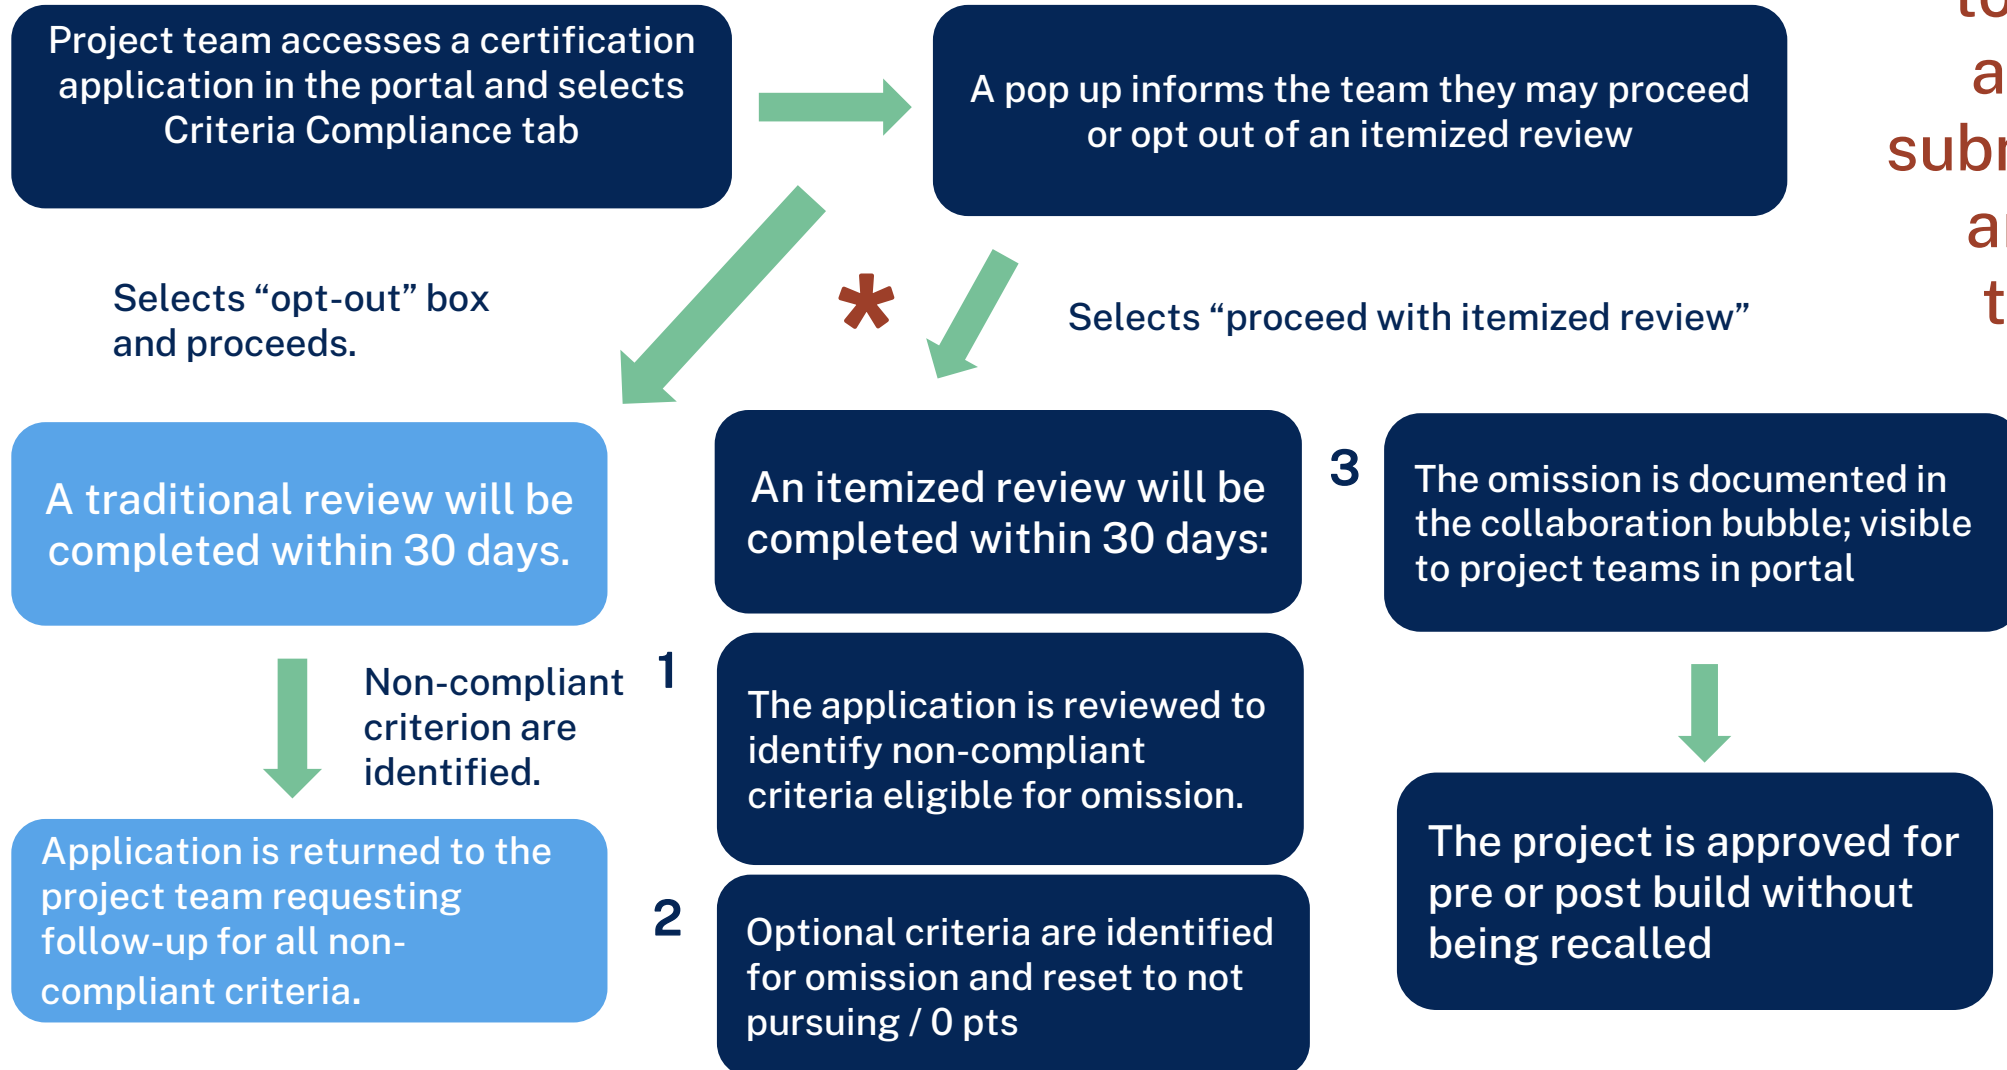 Project team accesses a certification
application in the portal and selects
Criteria Compliance tab
A pop up informs the team they may proceed
or opt out of an itemized review
Selects “opt-out” box
and proceeds.
*
Selects “proceed with itemized review”
A traditional review will be
completed within 30 days.
An itemized review will be
completed within 30 days:
3
The omission is documented in
the collaboration bubble; visible
to project teams in portal
Non-compliant
criterion are
identified.
1
The application is reviewed to
identify non-compliant
criteria eligible for omission.
Application is returned to the
project team requesting
follow-up for all non-
compliant criteria.
2
Optional criteria are identified
for omission and reset to not
pursuing / 0 pts
The project is approved for
pre or post build without
being recalled